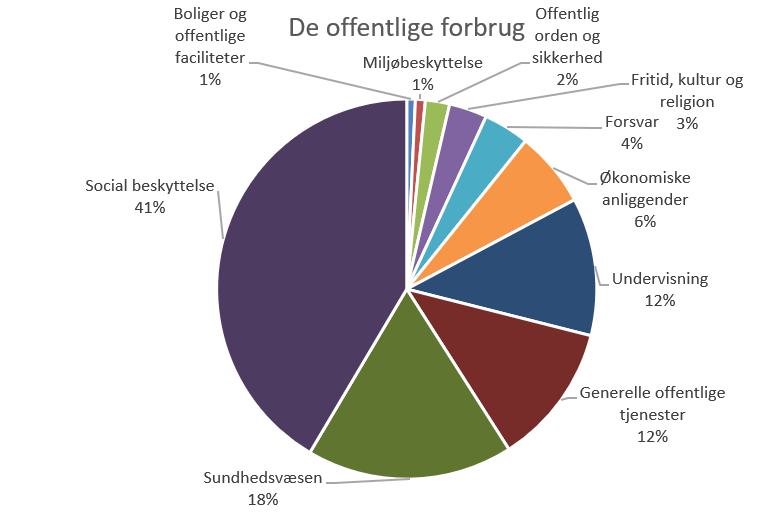 De offentlige forbrug
Boliger og
offentlige
faciliteter
1%
Miljøbeskyttelse
1%
Offentlig
orden og
sikkerhed
2%
Fritid, kultur og
religion
3%
Forsvar
4%
Økonomiske
anliggender
6%
Undervisning
12%
Generelle offentlige
tjenester
12%
Sundhedsvæsen
18%
Social beskyttelse
41%